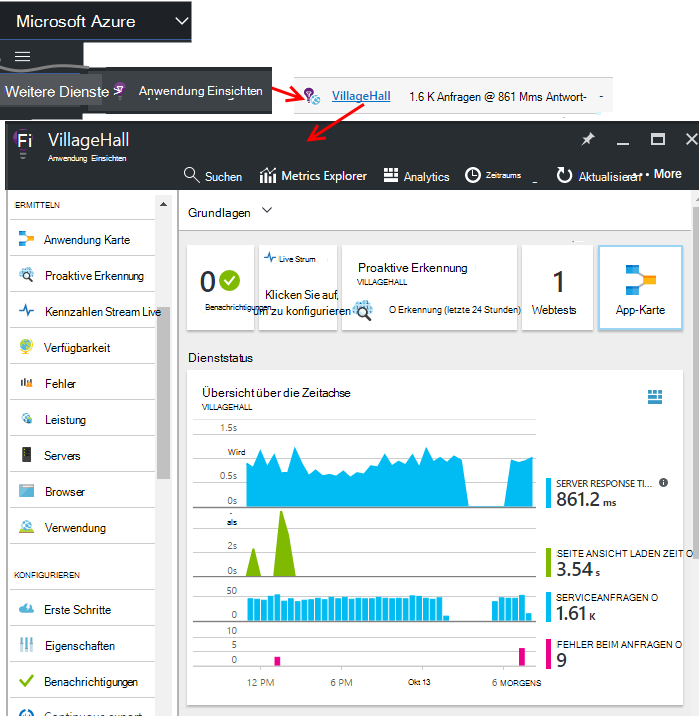 Microsoft Azure
Weitere Dienste >
Anwendung Einsichten
VillageHall
1.6 K Anfragen @ 861 Mms Antwort-
VillageHall
Anwendung Einsichten
Suchen
Metrics Explorer
Analytics
Zeitraums
Aktualisieren
More
ERMITTELN
Anwendung Karte
Proaktive Erkennung
Kennzahlen Stream Live
Verfügbarkeit
Fehler
Leistung
Servers
Browser
Verwendung
KONFIGURIEREN
Erste Schritte
Eigenschaften
Benachrichtigungen
Continuous export
Grundlagen
0
Benachrichtigungen
Live Strum
Klicken Sie auf,
um zu konfigurieren
Proaktive Erkennung
VILLAGEHALL
O Erkennung (letzte 24 Stunden)
1
Webtests
App-Karte
Dienststatus
Übersicht über die Zeitachse
VILLAGEHALL
1.5s
Wird
0.5s
0s
als
2s
0s
50
0
10
5
0
12 PM
6 PM
Okt 13
6 MORGENS
SERVER RESPONSE TI...
861.2 ms
SEITE ANSICHT LADEN ZEIT O
3.54 s
SERVICEANFRAGEN O
1.61 K
FEHLER BEIM ANFRAGEN O
9